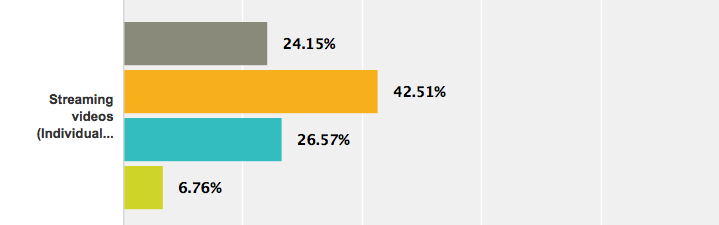 24.15%
42.51%
Streaming
videos
(Individual...
26.57%
6.76%